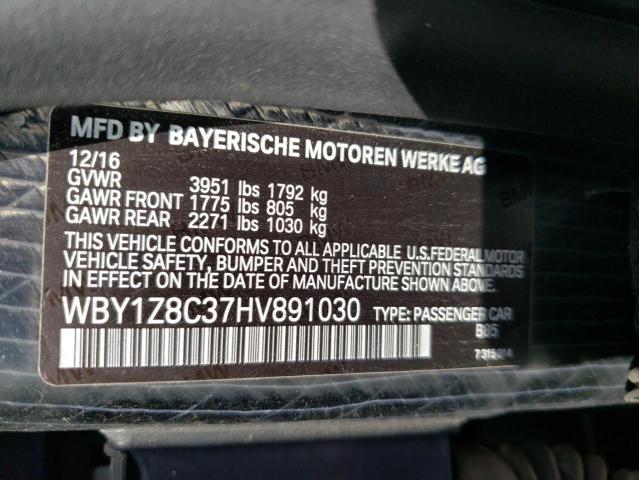 MFD BY BAYERISCHE MOTOREN WERKE AG
12/16
GVWR 3951 lbs 1792 kg
GAWR FRONT 1775 lbs 805 kg
GAWR REAR 2271 lbs 1030 kg
THIS VEHICLE CONFORMS TO ALL APPLICABLE U.S.FEDERAL MOTOR
VEHICLE SAFETY, BUMPER AND THEFT PREVENTION STANDARDS
IN EFFECT ON THE DATE OF MANUFACTURE SHOWN ABOVE.
WBY1Z8C37HV891030 TYPE: PASSENGER CAR